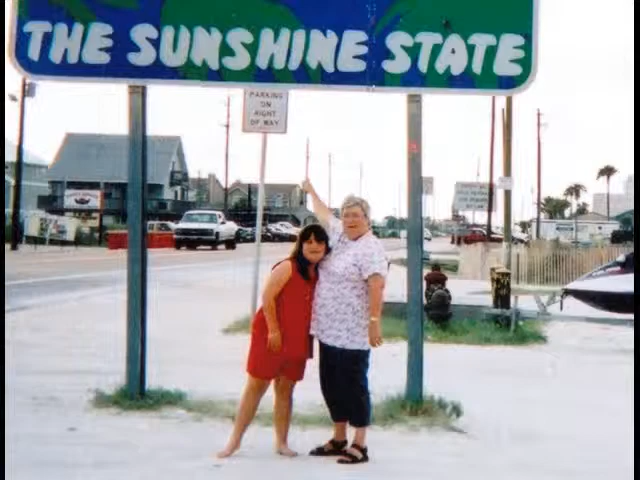 THE SUNSHINE STATE
PARKING
ON
RIGHT
OF WAY